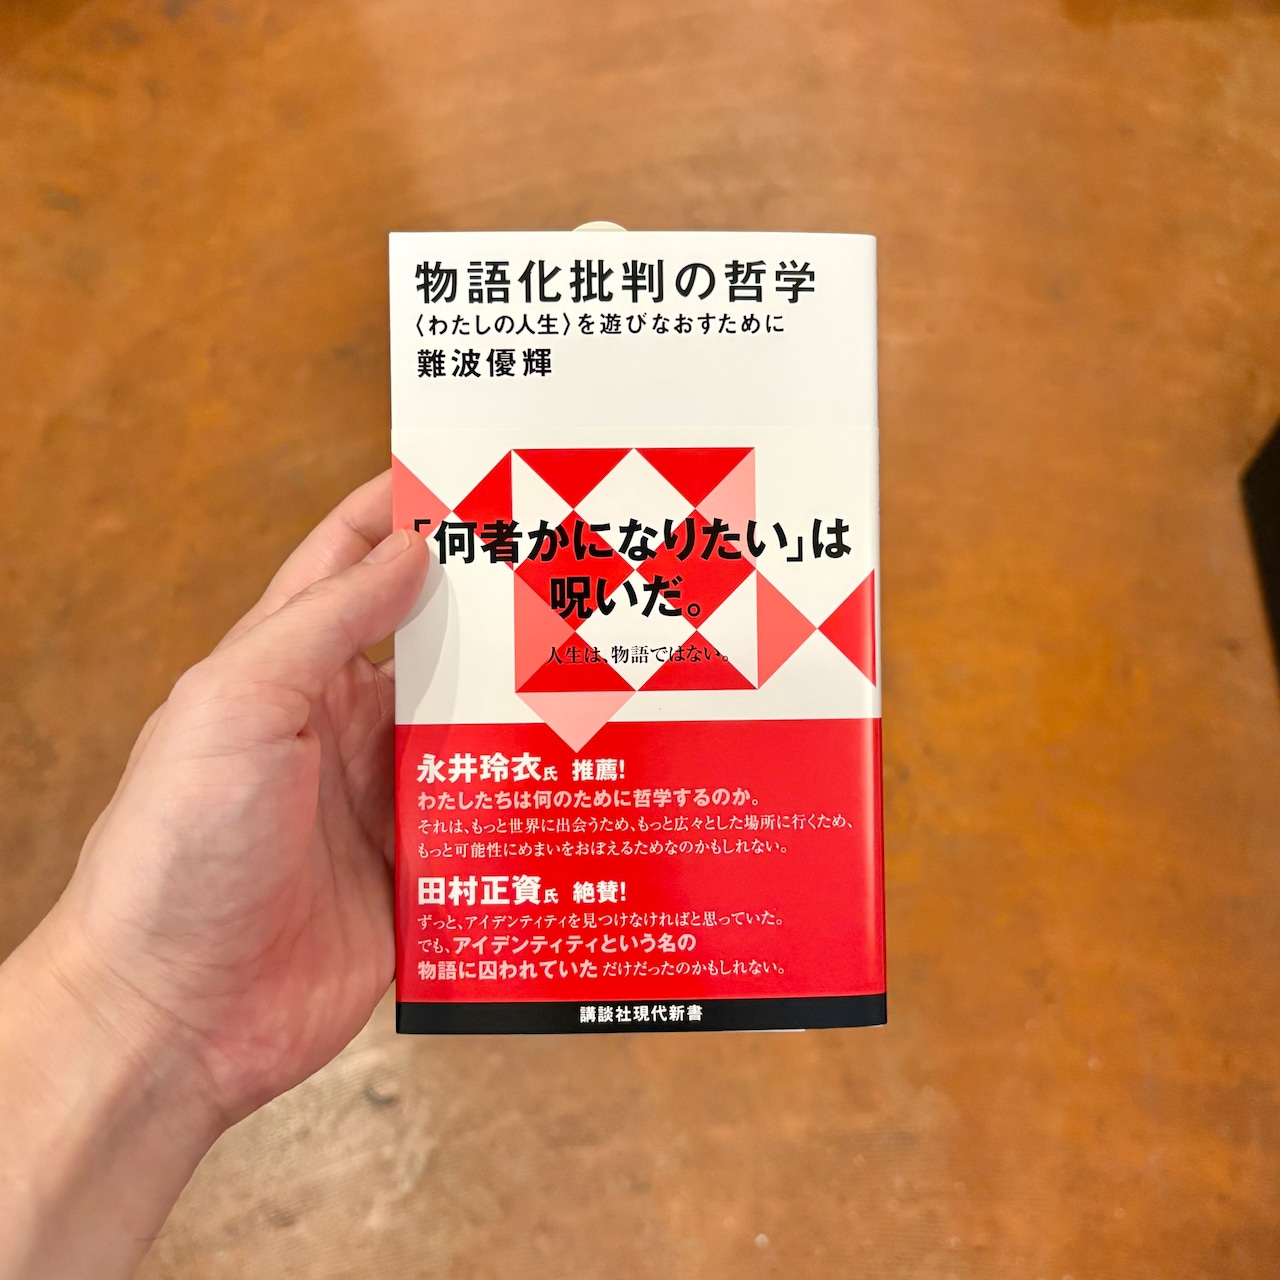 物語化批判の哲学
〈わたしの人生〉を遊びなおすために
難波優輝
「何者かになりたい」は
呪いだ。
人生は、物語ではない。
永井玲衣氏 推薦!
わたしたちは何のために哲学するのか。
それは、もっと世界に出会うため、もっと広々とした場所に行くため、
もっと可能性にめまいをおぼえるためなのかもしれない。
田村正資氏 絶賛!
ずっと、アイデンティティを見つけなければと思っていた。
でも、アイデンティティという名の
物語に囚われていただけだったのかもしれない。
講談社現代新書